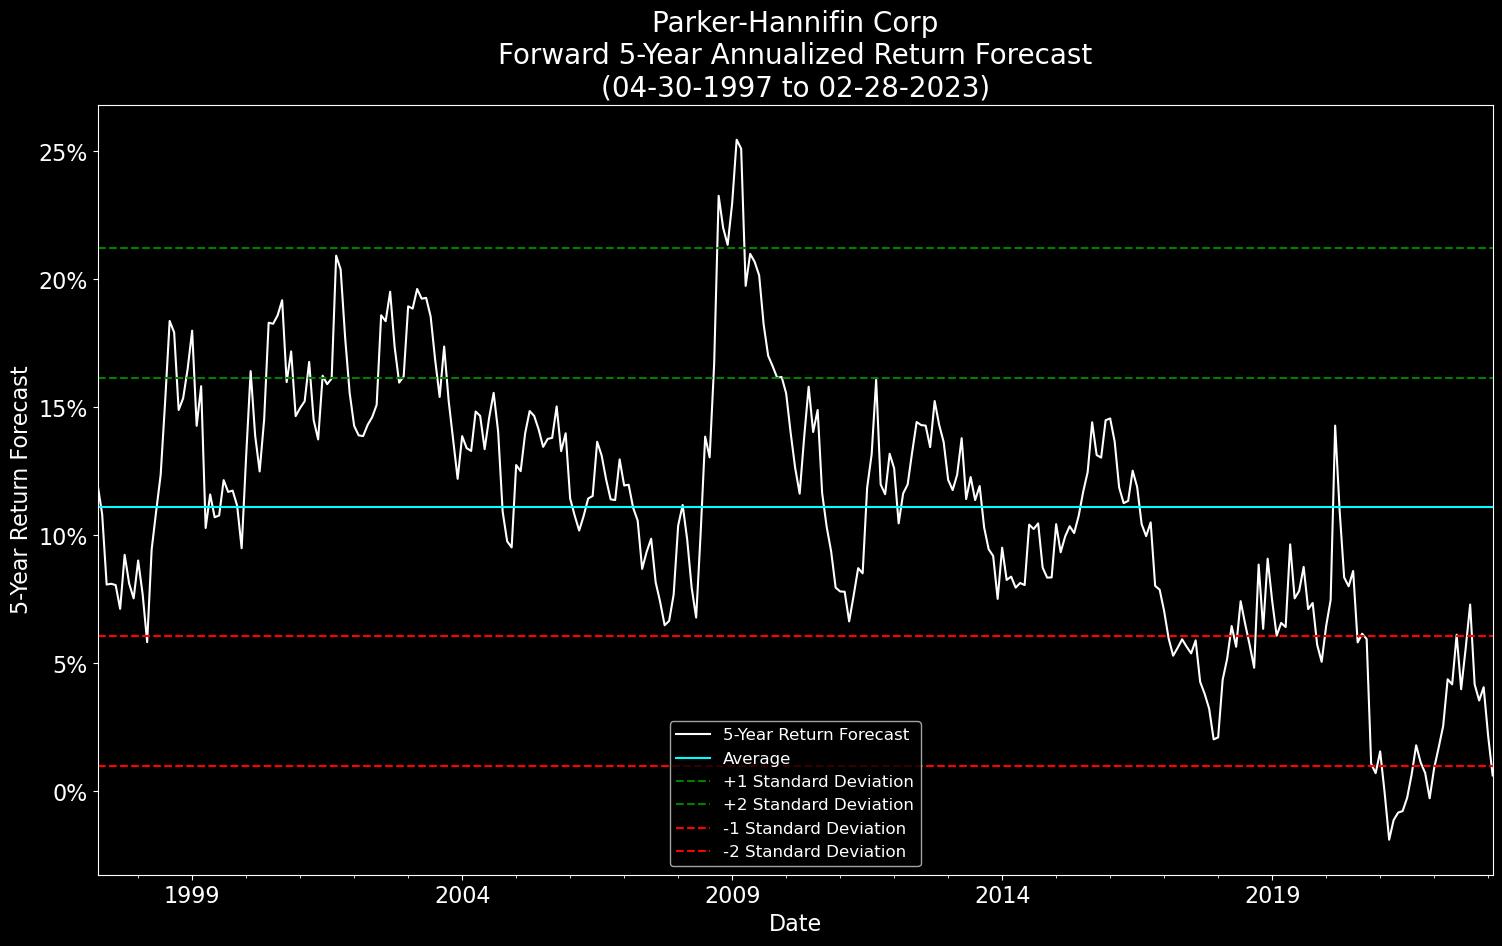 Parker-Hannifin Corp
Forward 5-Year Annualized Return Forecast
(04-30-1997 to 02-28-2023)
5-Year Return Forecast
25%
20%
15%
10%
5%
0%
5-Year Return Forecast
Average
+1 Standard Deviation
+2 Standard Deviation
-1 Standard Deviation
-2 Standard Deviation
1999 2004 2009 2014 2019
Date